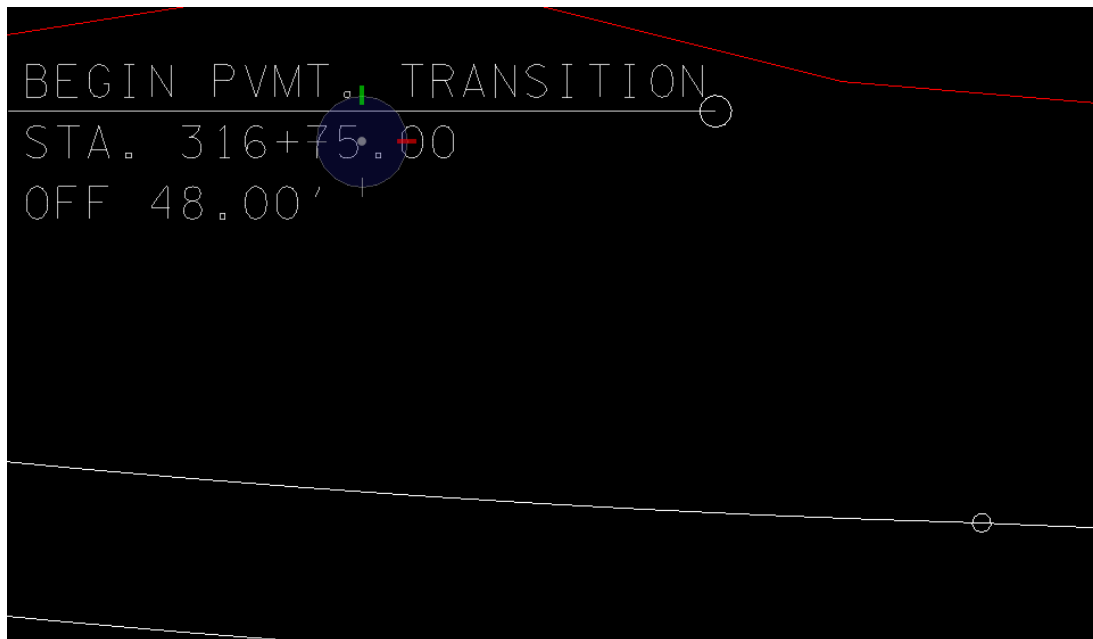 BEGIN PVMT. TRANSITION
STA. 316+75.00
OFF 48.00'